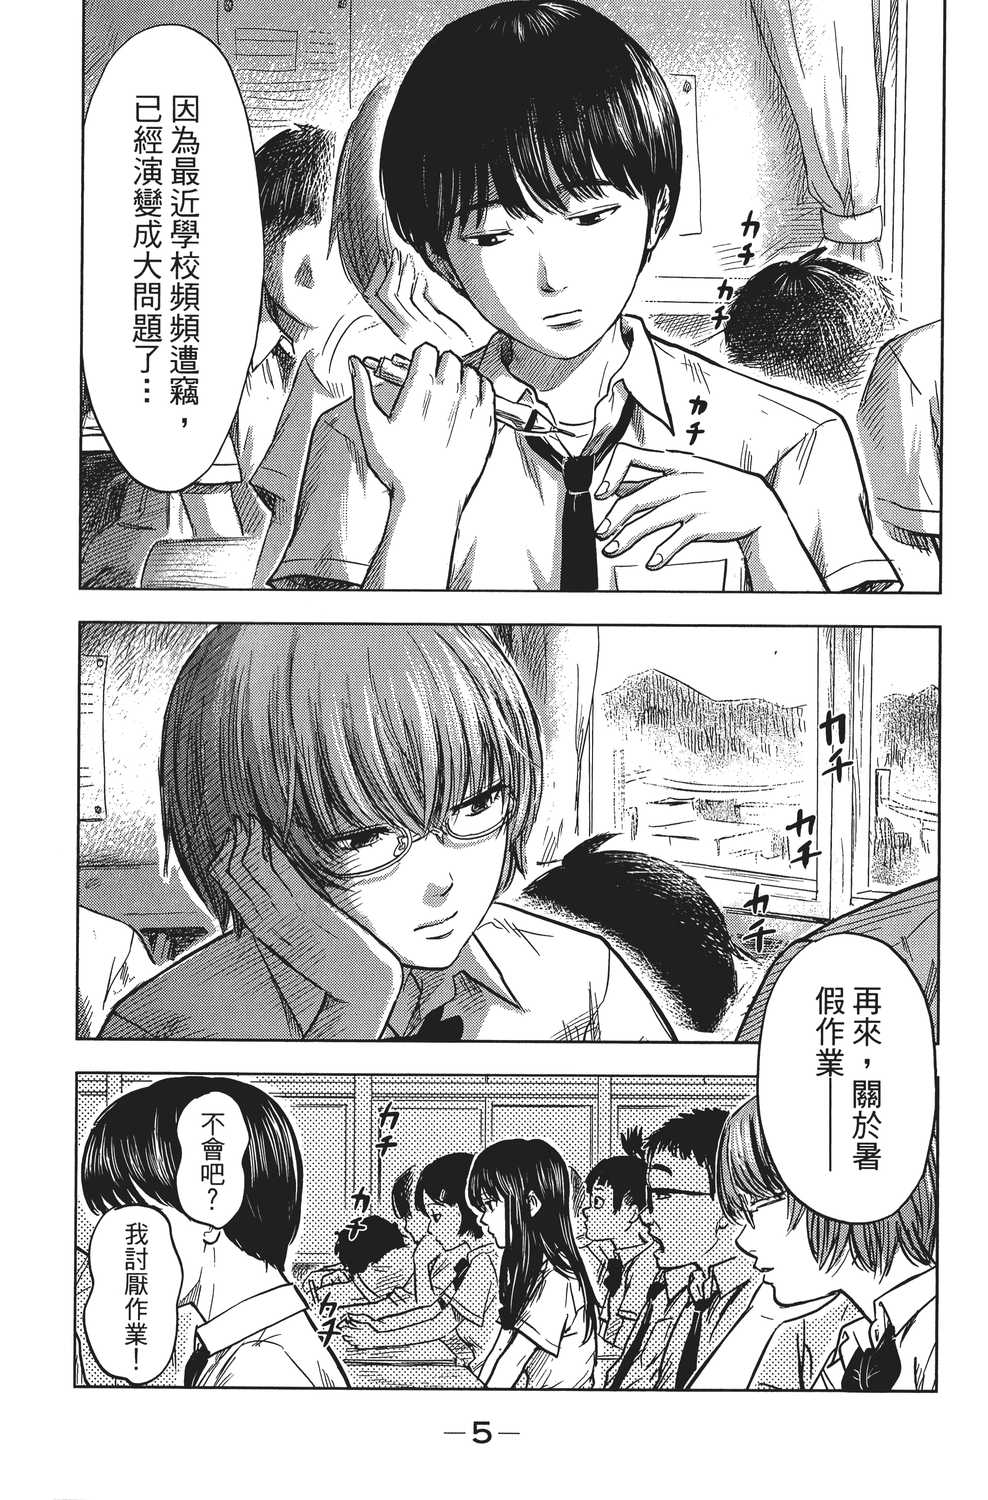 因為最近學校頻頻遭竊，
已經演變成大問題了…
カチ
カチ
カチ
カチ
カチ
カチ
再來，關於暑
假作業——
不會吧？
我討厭作業！
カチ
カチ
カチ
—5—